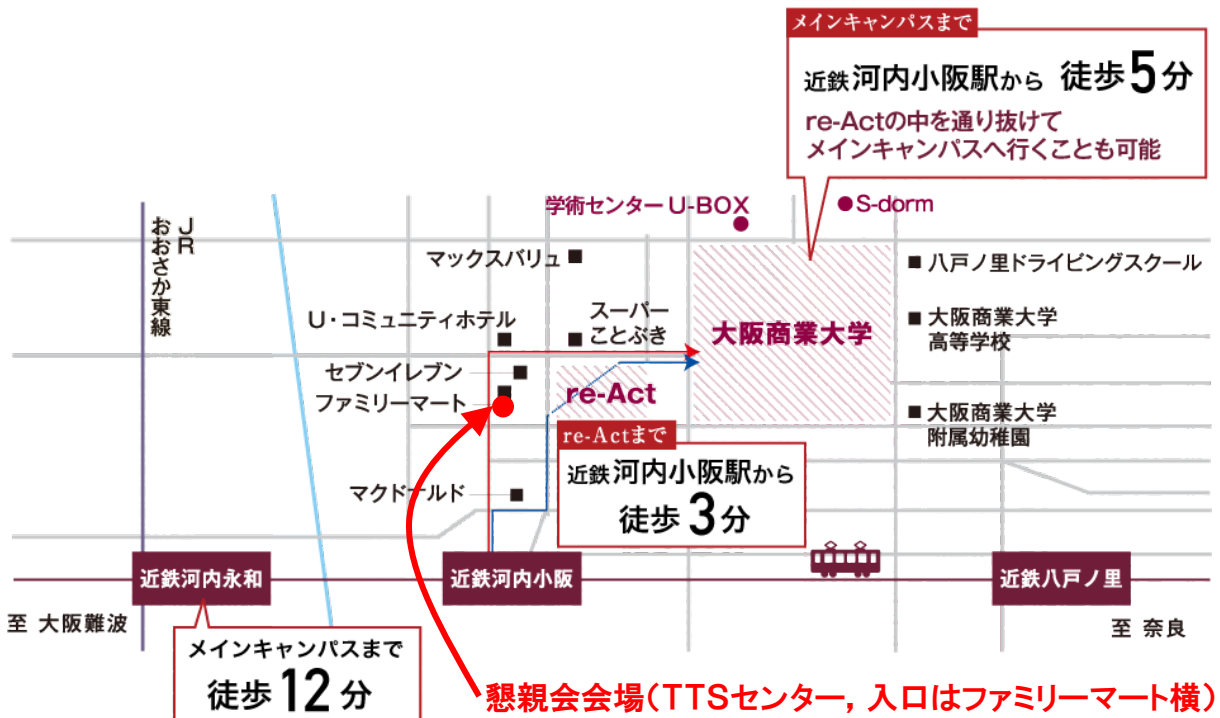 メインキャンパスまで
近鉄 河内小阪駅から 徒歩5分
re-Actの中を通り抜けて
メインキャンパスへ行くことも可能
学術センター U-BOX
S-dorm
JR
おおさか東線
マックスバリュ
八戸ノ里ドライビングスクール
U・コミュニティホテル
スーパー
ことぶき
大阪商業大学
大阪商業大学
高等学校
セブンイレブン
ファミリーマート
re-Act
大阪商業大学
附属幼稚園
re-Actまで
近鉄 河内小阪駅から
徒歩 3 分
マクドナルド
近鉄河内永和
近鉄河内小阪
近鉄八戸ノ里
至 大阪難波
至 奈良
メインキャンパスまで
徒歩 12 分
懇親会会場(TTSセンター, 入口はファミリーマート横)